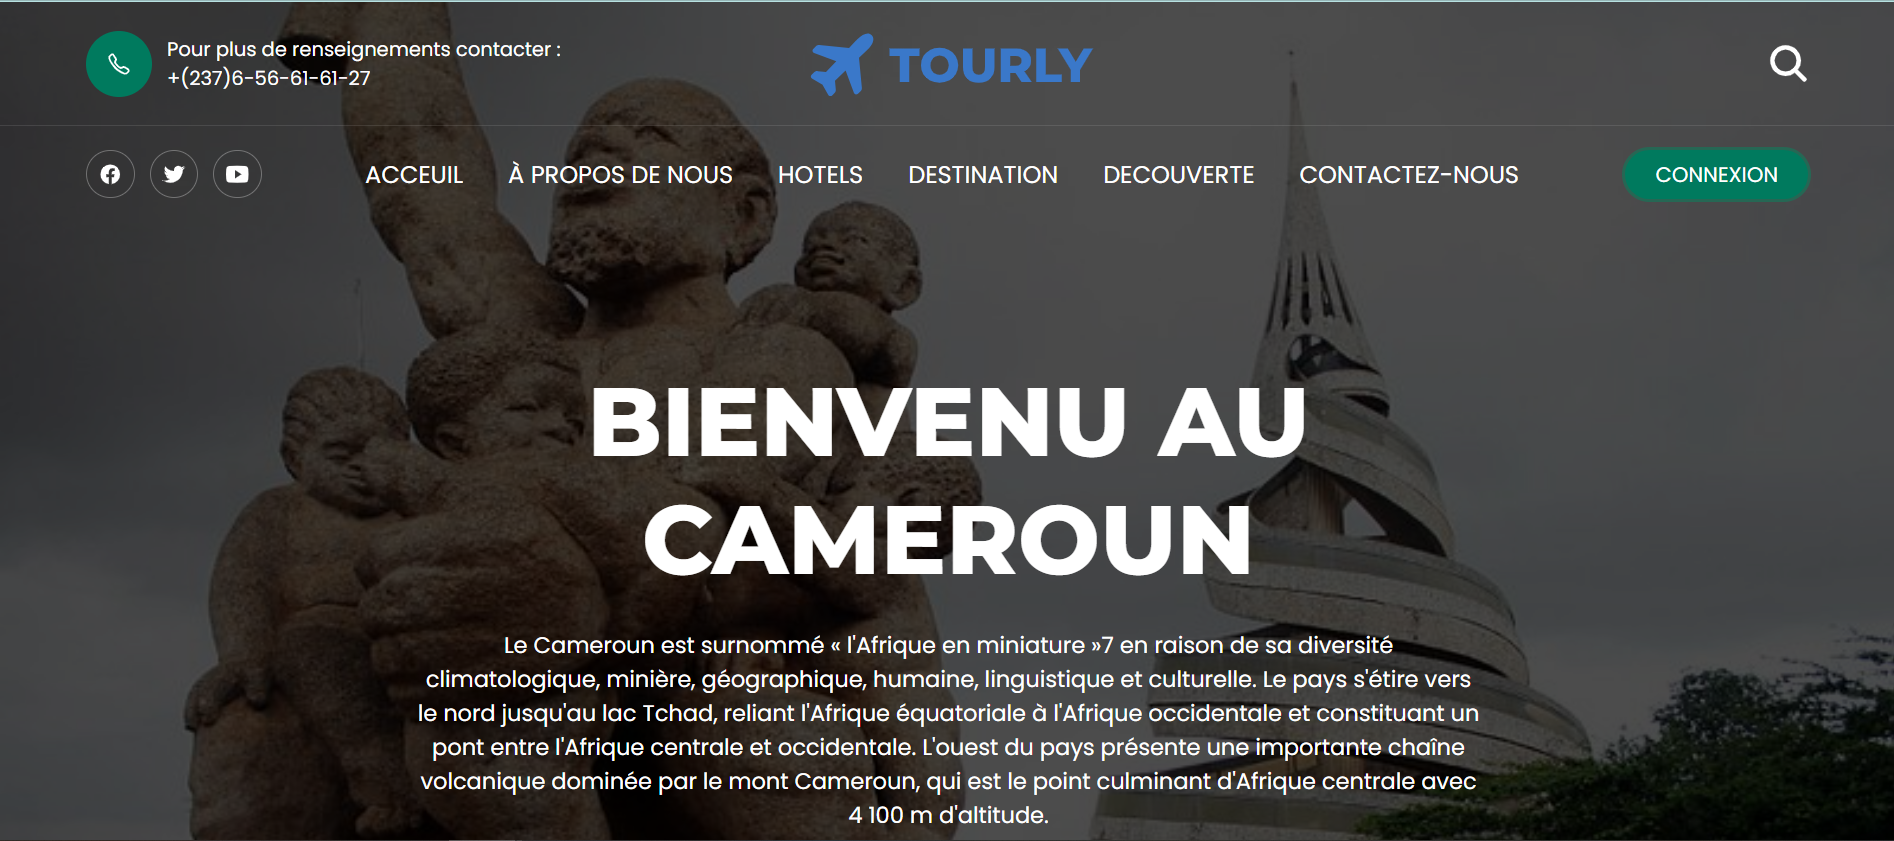 Pour plus de renseignements contacter :
+(237)6-56-61-61-27
TOURLY
ACCEUIL À PROPOS DE NOUS HOTELS DESTINATION DECOUVERTE CONTACTEZ-NOUS CONNEXION
BIENVENU AU
CAMEROUN
Le Cameroun est surnommé « l'Afrique en miniature »7 en raison de sa diversité
climatologique, minière, géographique, humaine, linguistique et culturelle. Le pays s'étire vers
le nord jusqu'au lac Tchad, reliant l'Afrique équatoriale à l'Afrique occidentale et constituant un
pont entre l'Afrique centrale et occidentale. L'ouest du pays présente une importante chaîne
volcanique dominée par le mont Cameroun, qui est le point culminant d'Afrique centrale avec
4 100 m d'altitude.